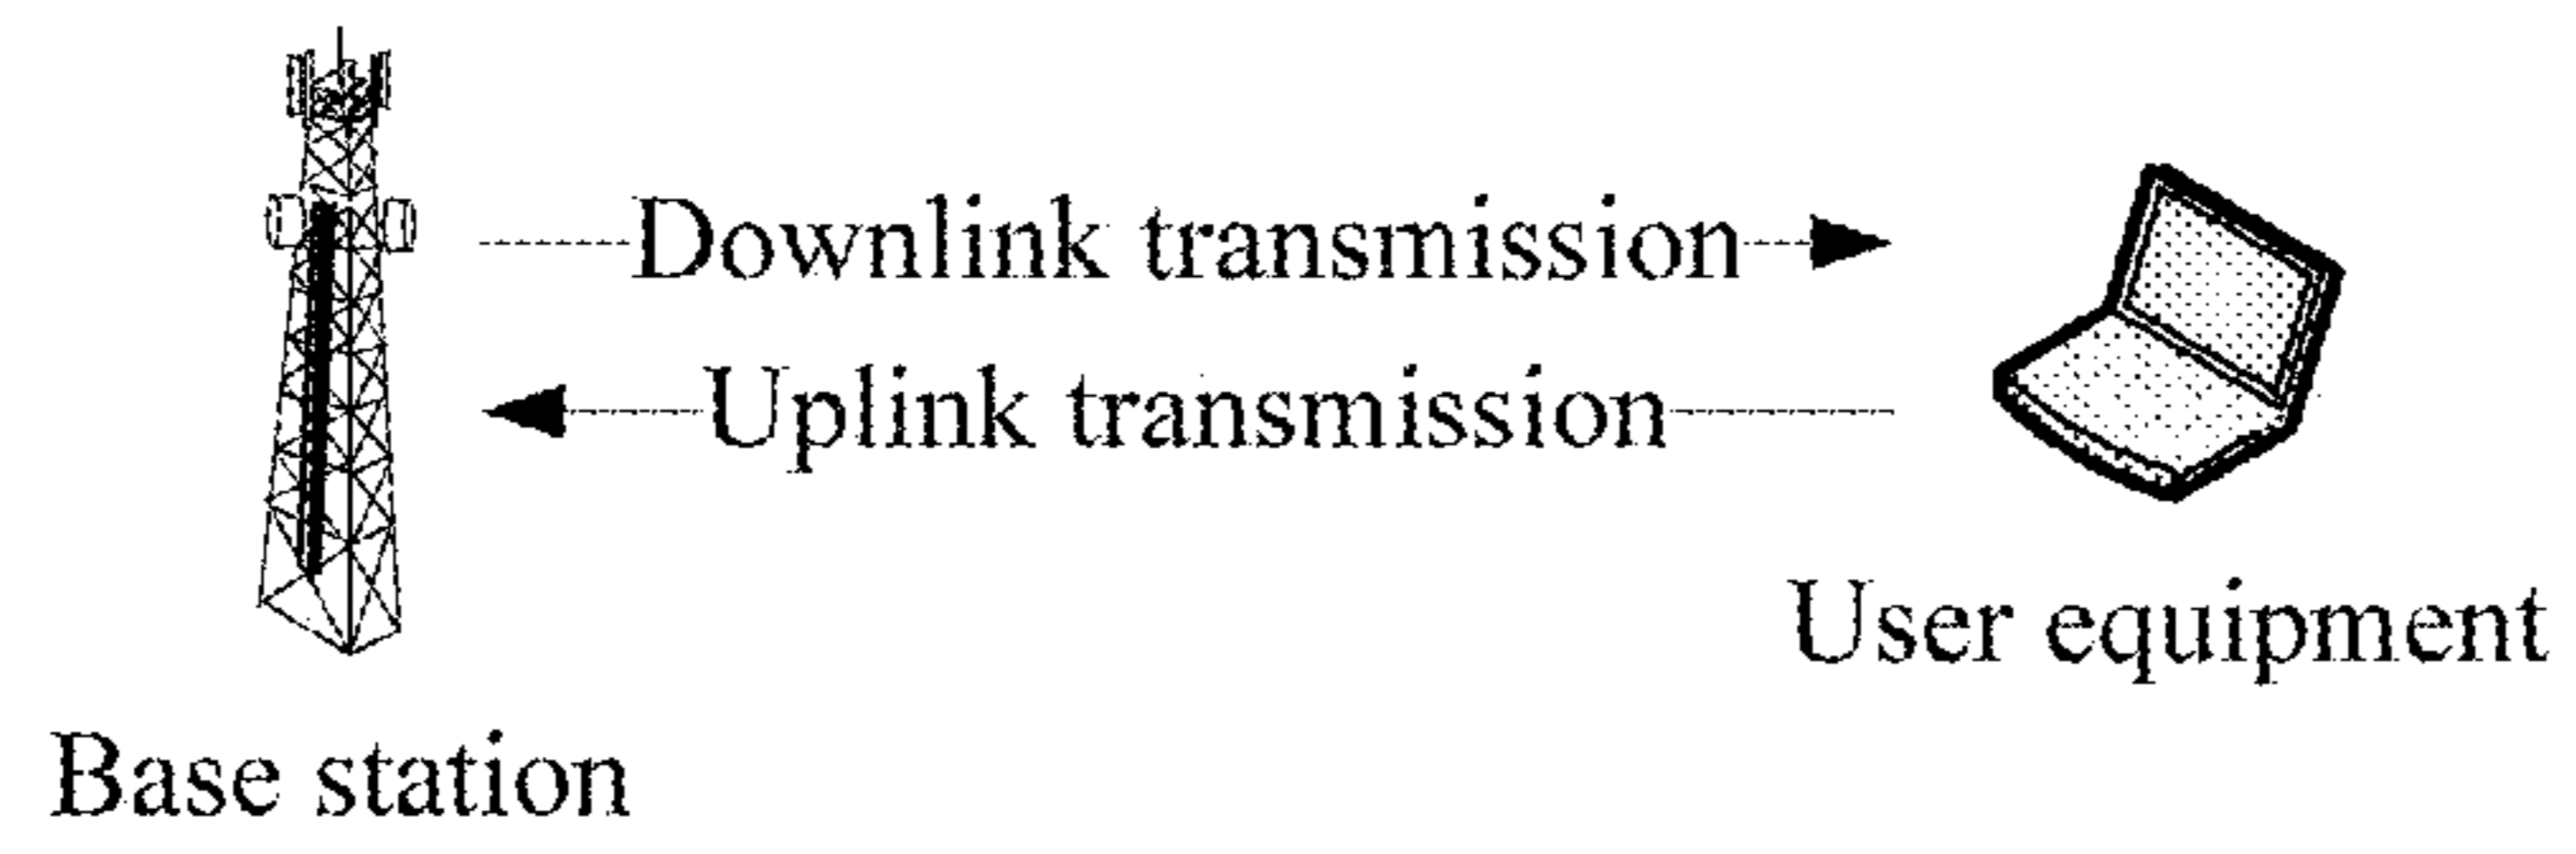 Downlink transmission
Uplink transmission
User equipment
Base station